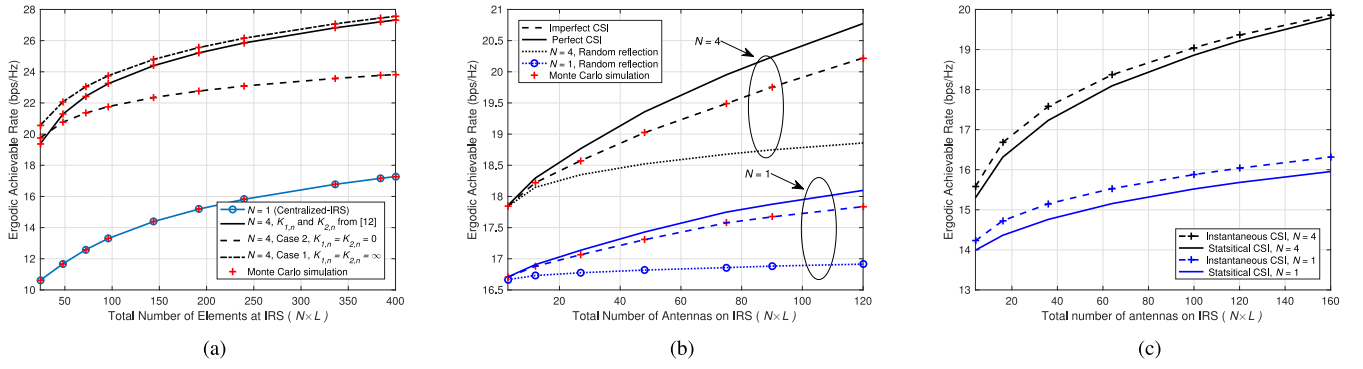 28
26
24
22
20
18
16
14
12
10
Ergodic Achievable Rate (bps/Hz)
N = 1 (Centralized-IRS)
N = 4, K1,n and K2,n from [12]
N = 4, Case 2, K1,n = K2,n = 0
N = 4, Case 1, K1,n = K2,n = ∞
Monte Carlo simulation
50 100 150 200 250 300 350 400
Total Number of Elements at IRS ( N×L )
(a)
21
20.5
20
19.5
19
18.5
18
17.5
17
16.5
Ergodic Achievable Rate (bps/Hz)
Imperfect CSI
Perfect CSI
N = 4, Random reflection
N = 1, Random reflection
Monte Carlo simulation
N = 4
N = 1
20 40 60 80 100 120
Total Number of Antennas on IRS ( N×L )
(b)
20
19
18
17
16
15
14
13
Ergodic Achievable Rate (bps/Hz)
Instantaneous CSI, N = 4
Statsitical CSI, N = 4
Instantaneous CSI, N = 1
Statsitical CSI, N = 1
20 40 60 80 100 120 140 160
Total number of antennas on IRS ( N×L )
(c)